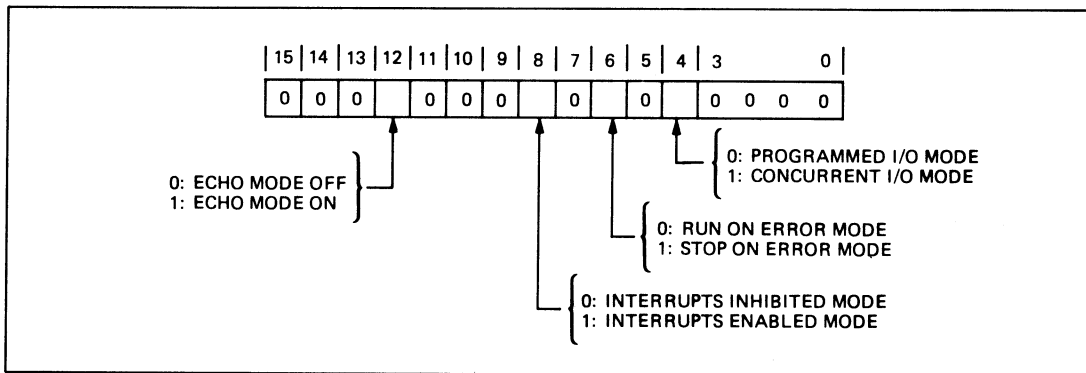 15 | 14 | 13 | 12 | 11 | 10 | 9 | 8 | 7 | 6 | 5 | 4 | 3 0
0 0 0 0 0 0 0 0 0 0 0 0
0: ECHO MODE OFF
1: ECHO MODE ON
0: PROGRAMMED I/O MODE
1: CONCURRENT I/O MODE
0: RUN ON ERROR MODE
1: STOP ON ERROR MODE
0: INTERRUPTS INHIBITED MODE
1: INTERRUPTS ENABLED MODE